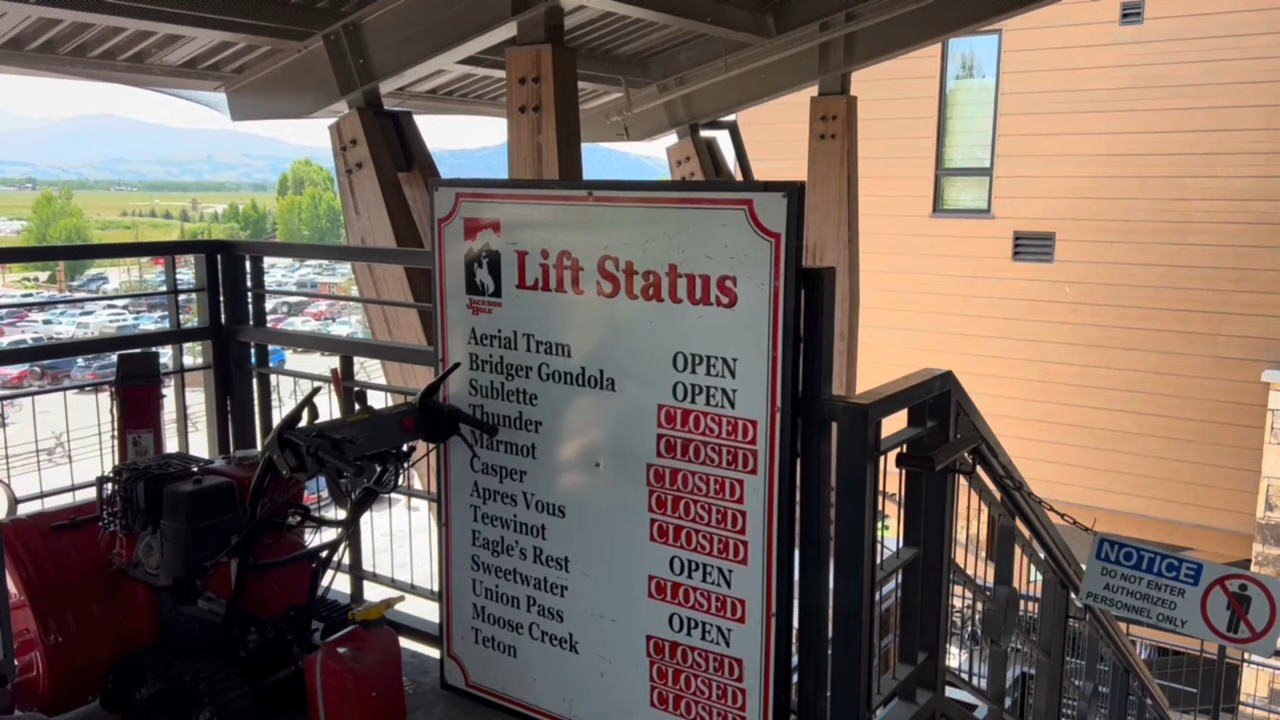 Lift Status
JACKSON
HOLE
Aerial Tram OPEN
Bridger Gondola OPEN
Sublette CLOSED
Thunder CLOSED
Marmot CLOSED
Casper CLOSED
Apres Vous CLOSED
Teewinot OPEN
Eagle's Rest CLOSED
Sweetwater OPEN
Union Pass CLOSED
Moose Creek CLOSED
Teton CLOSED
NOTICE
DO NOT ENTER
AUTHORIZED
PERSONNEL ONLY